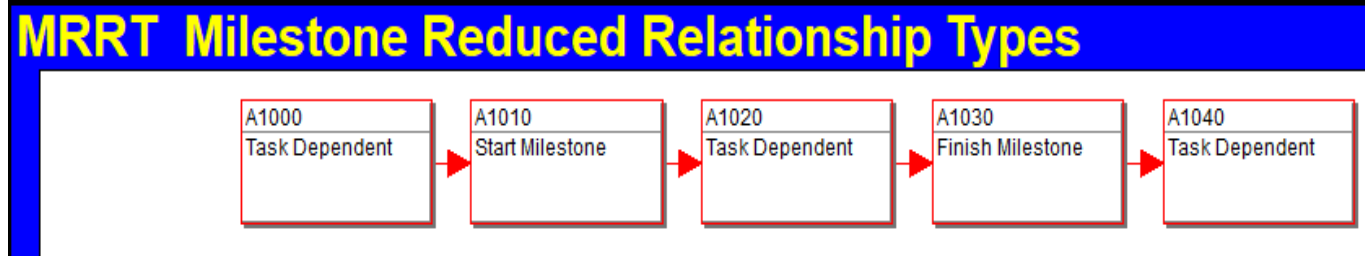 MRRT Milestone Reduced Relationship Types
A1000
Task Dependent
A1010
Start Milestone
A1020
Task Dependent
A1030
Finish Milestone
A1040
Task Dependent